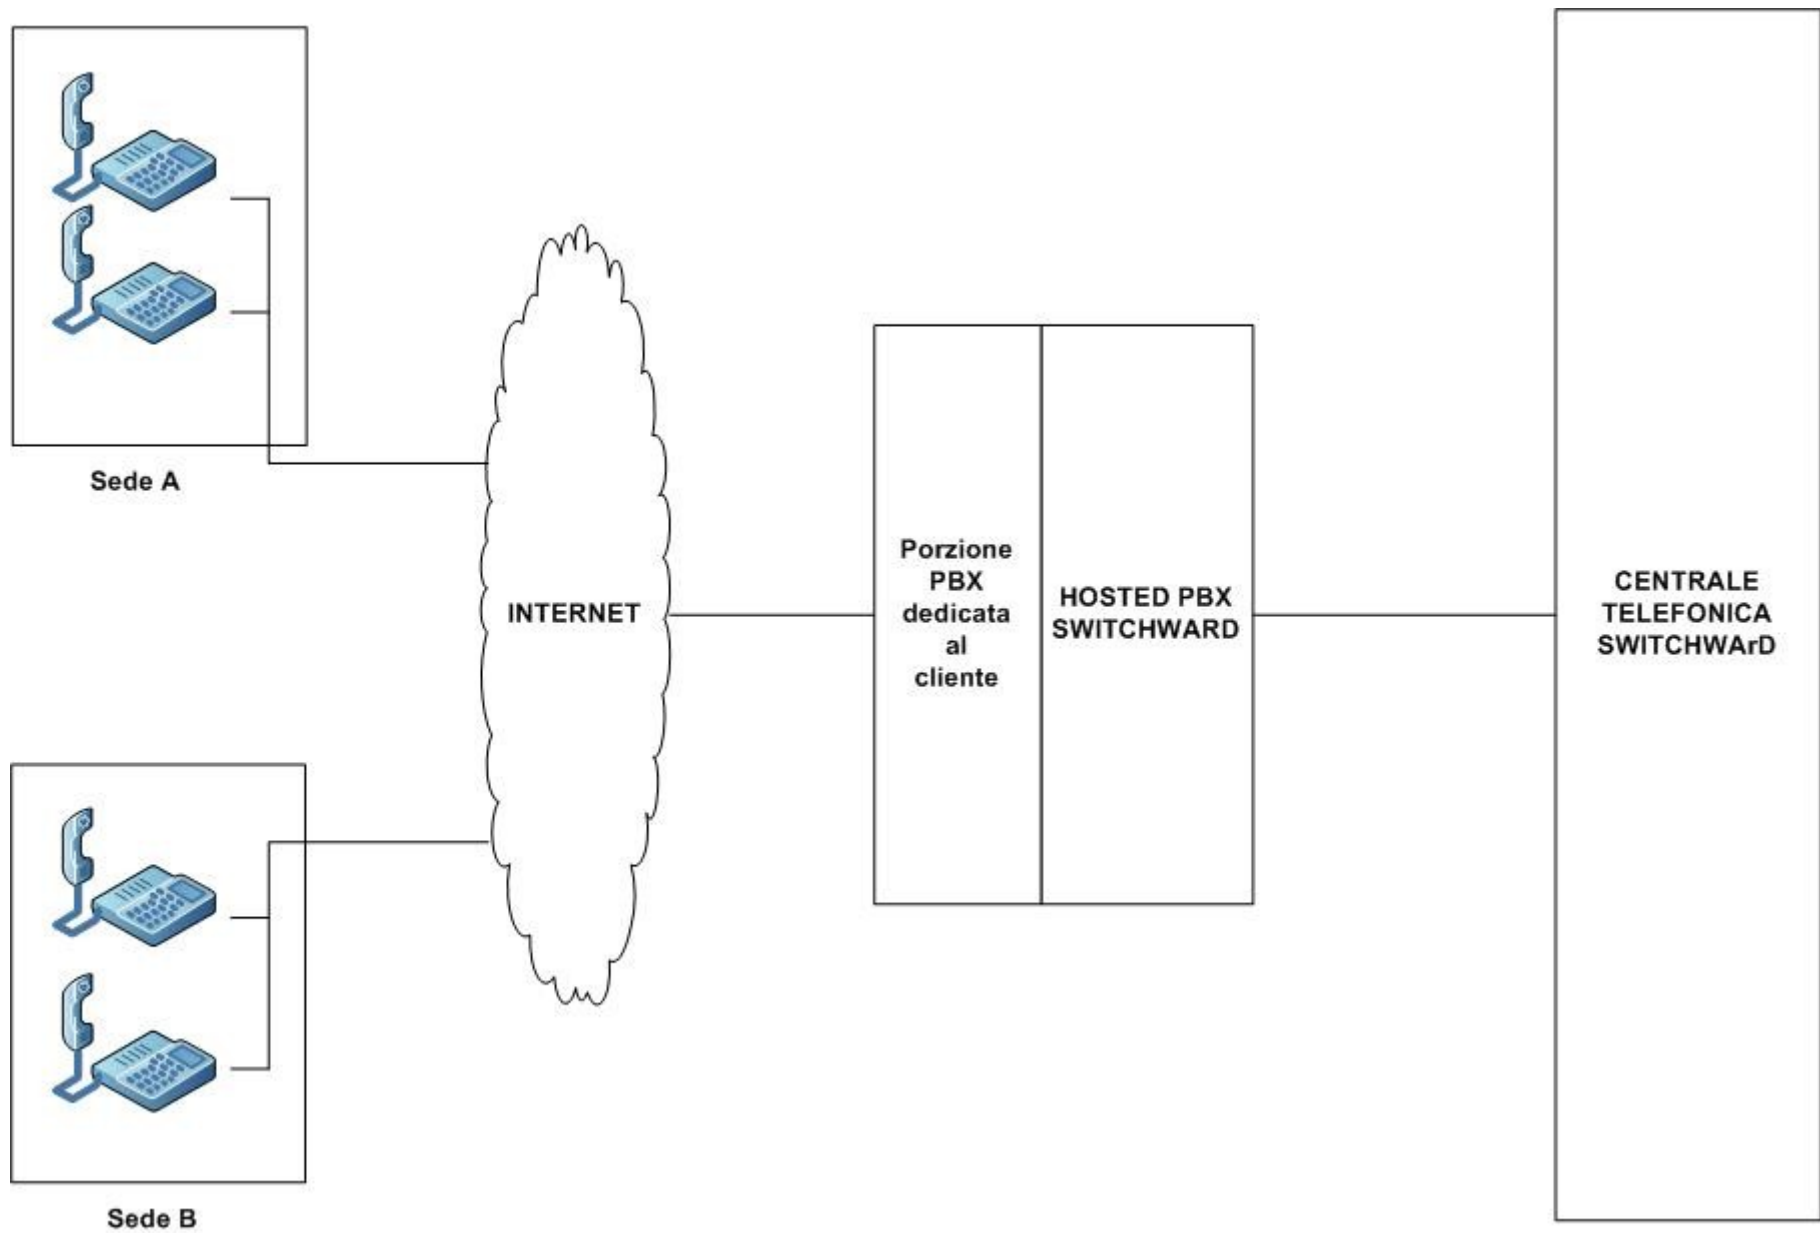 Sede A
INTERNET
Porzione
PBX
dedicata
al
cliente
HOSTED PBX
SWITCHWARD
CENTRALE
TELEFONICA
SWITCHWArD
Sede B